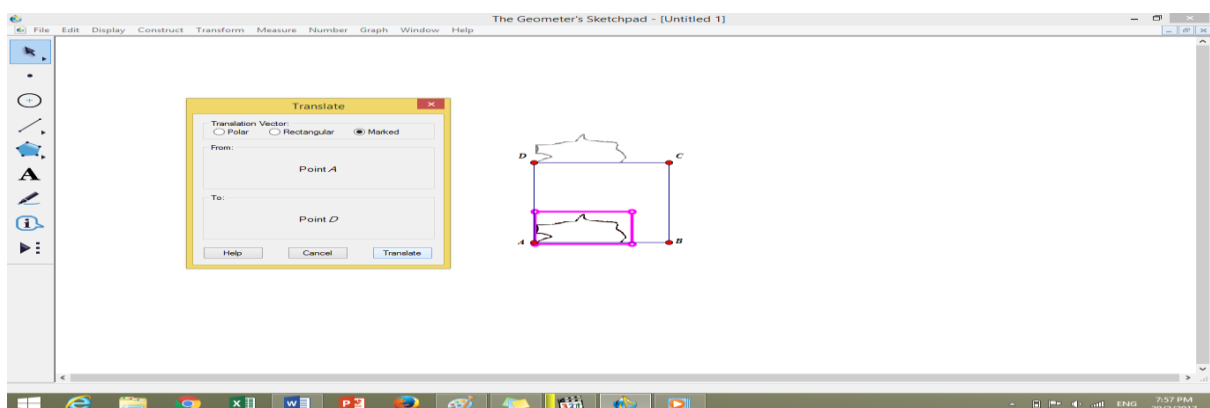 The Geometer's Sketchpad - [Untitled 1]
File Edit Display Construct Transform Measure Number Graph Window Help
Translate
Translation Vector:
Polar Rectangular Marked
From:
Point A
To:
Point D
Help Cancel Translate
D C
A B
A
ENG 7:57 PM